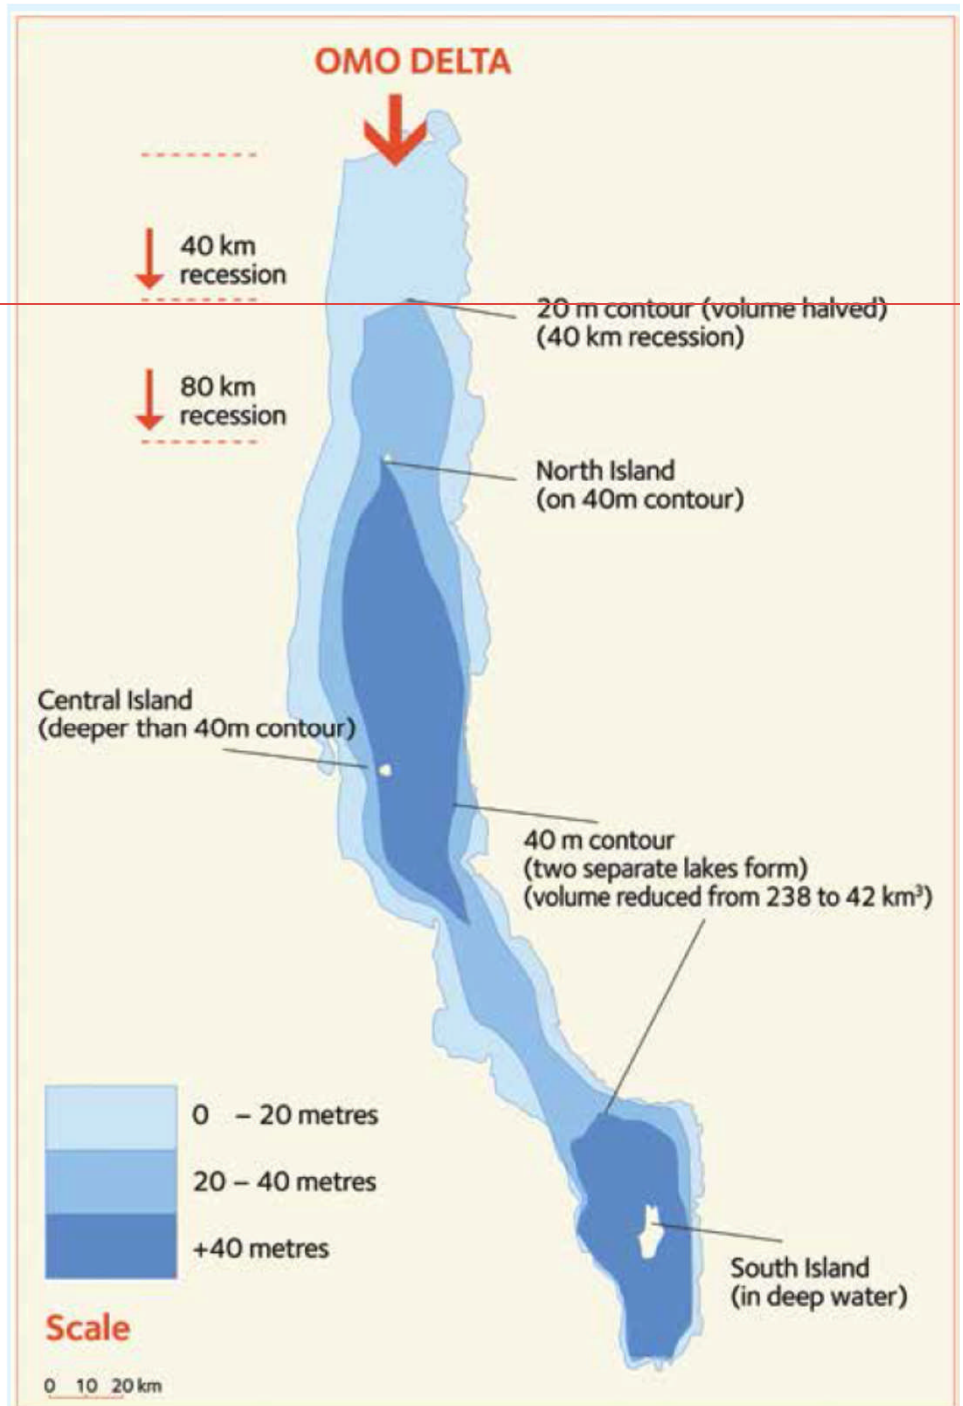 OMO DELTA
40 km
recession
20 m contour (volume halved)
(40 km recession)
80 km
recession
North Island
(on 40m contour)
Central Island
(deeper than 40m contour)
40 m contour
(two separate lakes form)
(volume reduced from 238 to 42 km³)
0 – 20 metres
20 – 40 metres
+40 metres
South Island
(in deep water)
Scale
0 10 20 km